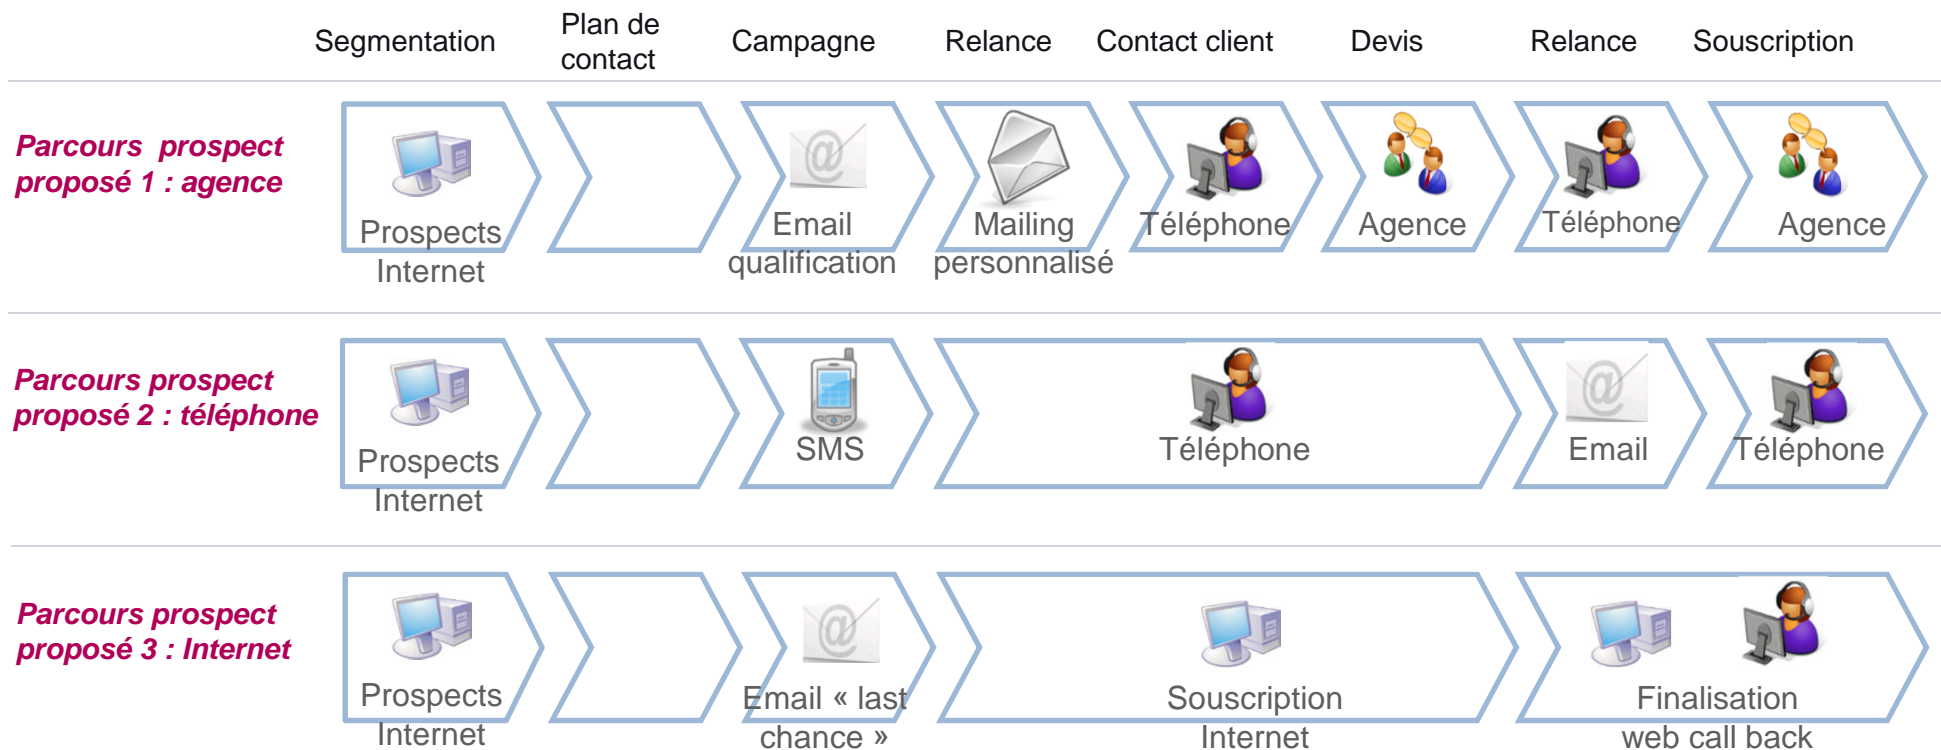 Segmentation
Plan de
contact
Campagne
Relance
Contact client
Devis
Relance
Souscription
Parcours prospect
proposé 1 : agence
Prospects
Internet
Email
qualification
Mailing
personnalisé
Téléphone
Agence
Téléphone
Agence
Parcours prospect
proposé 2 : téléphone
Prospects
Internet
SMS
Téléphone
Email
Téléphone
Parcours prospect
proposé 3 : Internet
Prospects
Internet
Email « last
chance »
Souscription
Internet
Finalisation
web call back